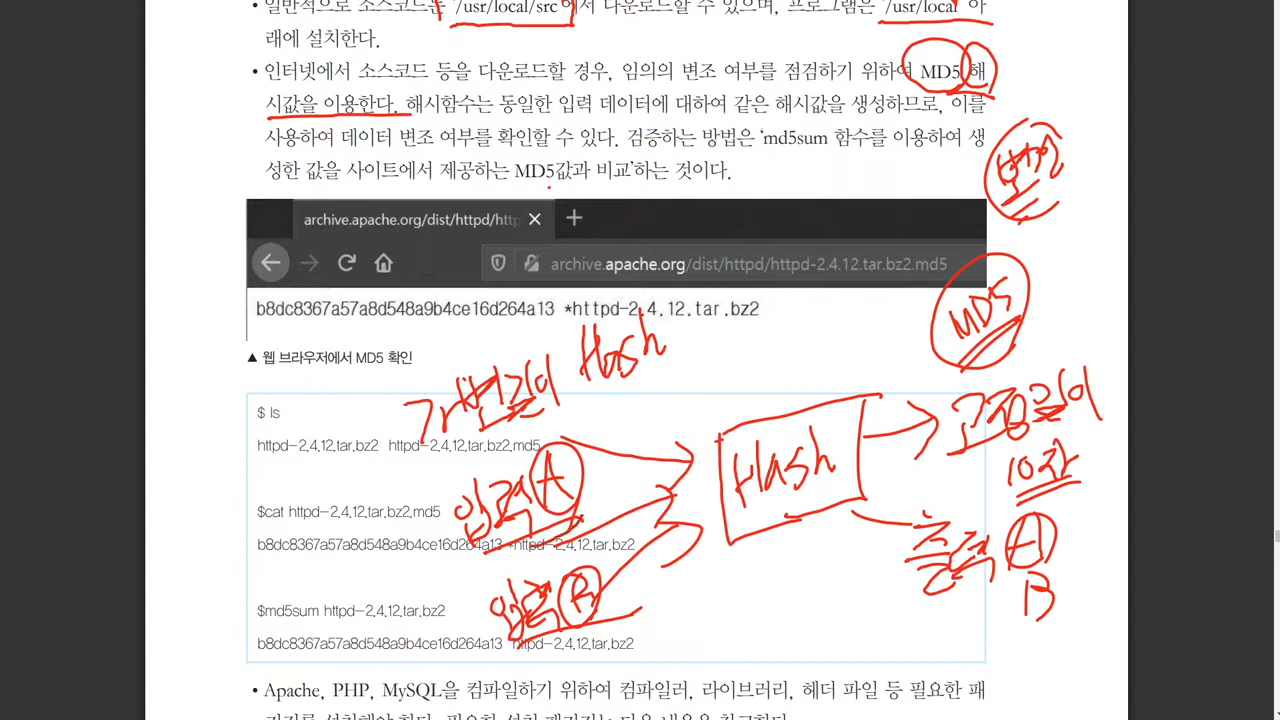 • 일반적으로 소스코드는 '/usr/local/src'에서 다운로드할 수 있으며, 프로그램은 '/usr/local' 아
래에 설치한다.
• 인터넷에서 소스코드 등을 다운로드할 경우, 임의의 변조 여부를 점검하기 위하여 MD5 해
시값을 이용한다. 해시함수는 동일한 입력 데이터에 대하여 같은 해시값을 생성하므로, 이를
사용하여 데이터 변조 여부를 확인할 수 있다. 검증하는 방법은 'md5sum 함수를 이용하여 생
성한 값을 사이트에서 제공하는 MD5값과 비교'하는 것이다.
archive.apache.org/dist/httpd/http
archive.apache.org/dist/httpd/httpd-2.4.12.tar.bz2.md5
MD5
b8dc8367a57a8d548a9b4ce16d264a13 *httpd-2.4.12.tar.bz2
▲ 웹 브라우저에서 MD5 확인
Hash
가변길이
$ ls
고정길이
httpd-2.4.12.tar.bz2 httpd-2.4.12.tar.bz2.md5
Hash
10자
입력 A
$cat httpd-2.4.12.tar.bz2.md5
출력 A
b8dc8367a57a8d548a9b4ce16d264a13 *httpd-2.4.12.tar.bz2
입력 B
B
$md5sum httpd-2.4.12.tar.bz2
b8dc8367a57a8d548a9b4ce16d264a13 httpd-2.4.12.tar.bz2
• Apache, PHP, MySQL을 컴파일하기 위하여 컴파일러, 라이브러리, 헤더 파일 등 필요한 패